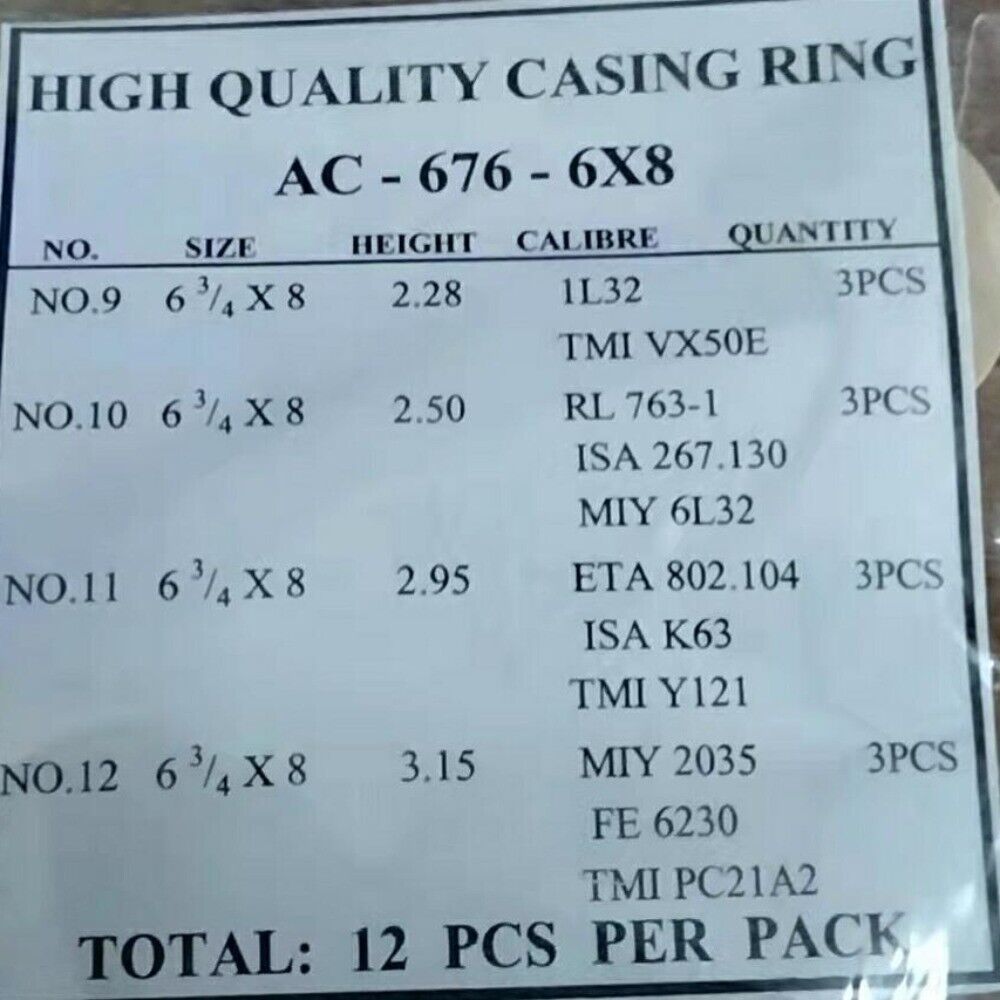 HIGH QUALITY CASING RING
AC - 676 - 6X8
NO. SIZE HEIGHT CALIBRE QUANTITY
NO.9 6 3/4 X 8 2.28 1L32 3PCS
TMI VX50E
NO.10 6 3/4 X 8 2.50 RL 763-1 3PCS
ISA 267.130
MIY 6L32
NO.11 6 3/4 X 8 2.95 ETA 802.104 3PCS
ISA K63
TMI Y121
NO.12 6 3/4 X 8 3.15 MIY 2035 3PCS
FE 6230
TMI PC21A2
TOTAL: 12 PCS PER PACK